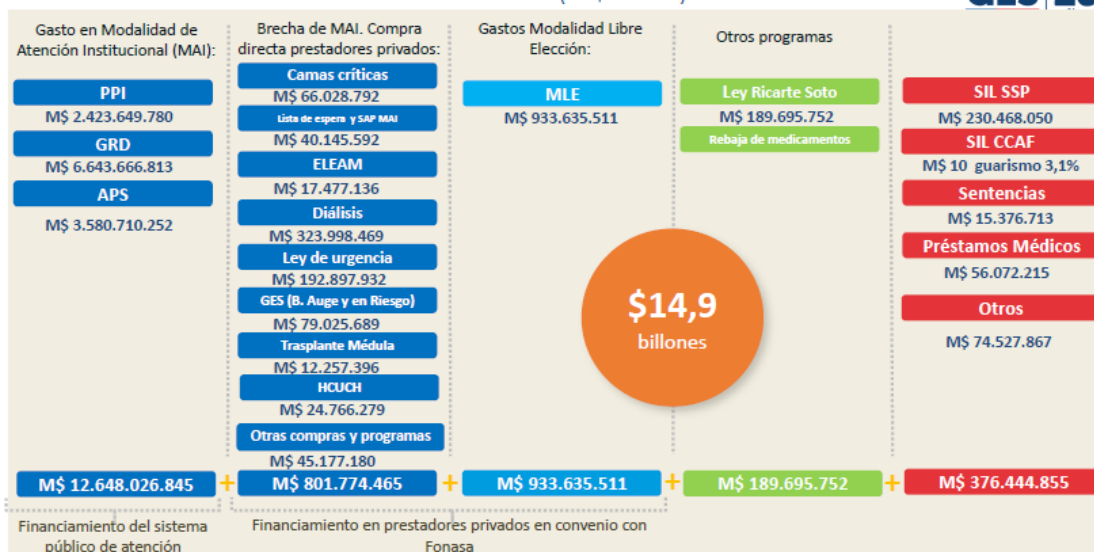 Gasto en Modalidad de
Atención Institucional (MAI):
PPI
M$ 2.423.649.780
GRD
M$ 6.643.666.813
APS
M$ 3.580.710.252
M$ 12.648.026.845
Financiamiento del sistema
público de atención
Brecha de MAI. Compra
directa prestadores privados:
Camas críticas
M$ 66.028.792
Lista de espera y SAP MAI
M$ 40.145.592
ELEAM
M$ 17.477.136
Diálisis
M$ 323.998.469
Ley de urgencia
M$ 192.897.932
GES (B. Auge y en Riesgo)
M$ 79.025.689
Trasplante Médula
M$ 12.257.396
HCUCH
M$ 24.766.279
Otras compras y programas
M$ 45.177.180
+ M$ 801.774.465
Gastos Modalidad Libre
Elección:
MLE
M$ 933.635.511
+ M$ 933.635.511
Financiamiento en prestadores privados en convenio con
Fonasa
Otros programas
Ley Ricarte Soto
M$ 189.695.752
Rebaja de medicamentos
$14,9
billones
+ M$ 189.695.752
SIL SSP
M$ 230.468.050
SIL CCAF
M$ 10 guarismo 3,1%
Sentencias
M$ 15.376.713
Préstamos Médicos
M$ 56.072.215
Otros
M$ 74.527.867
+ M$ 376.444.855